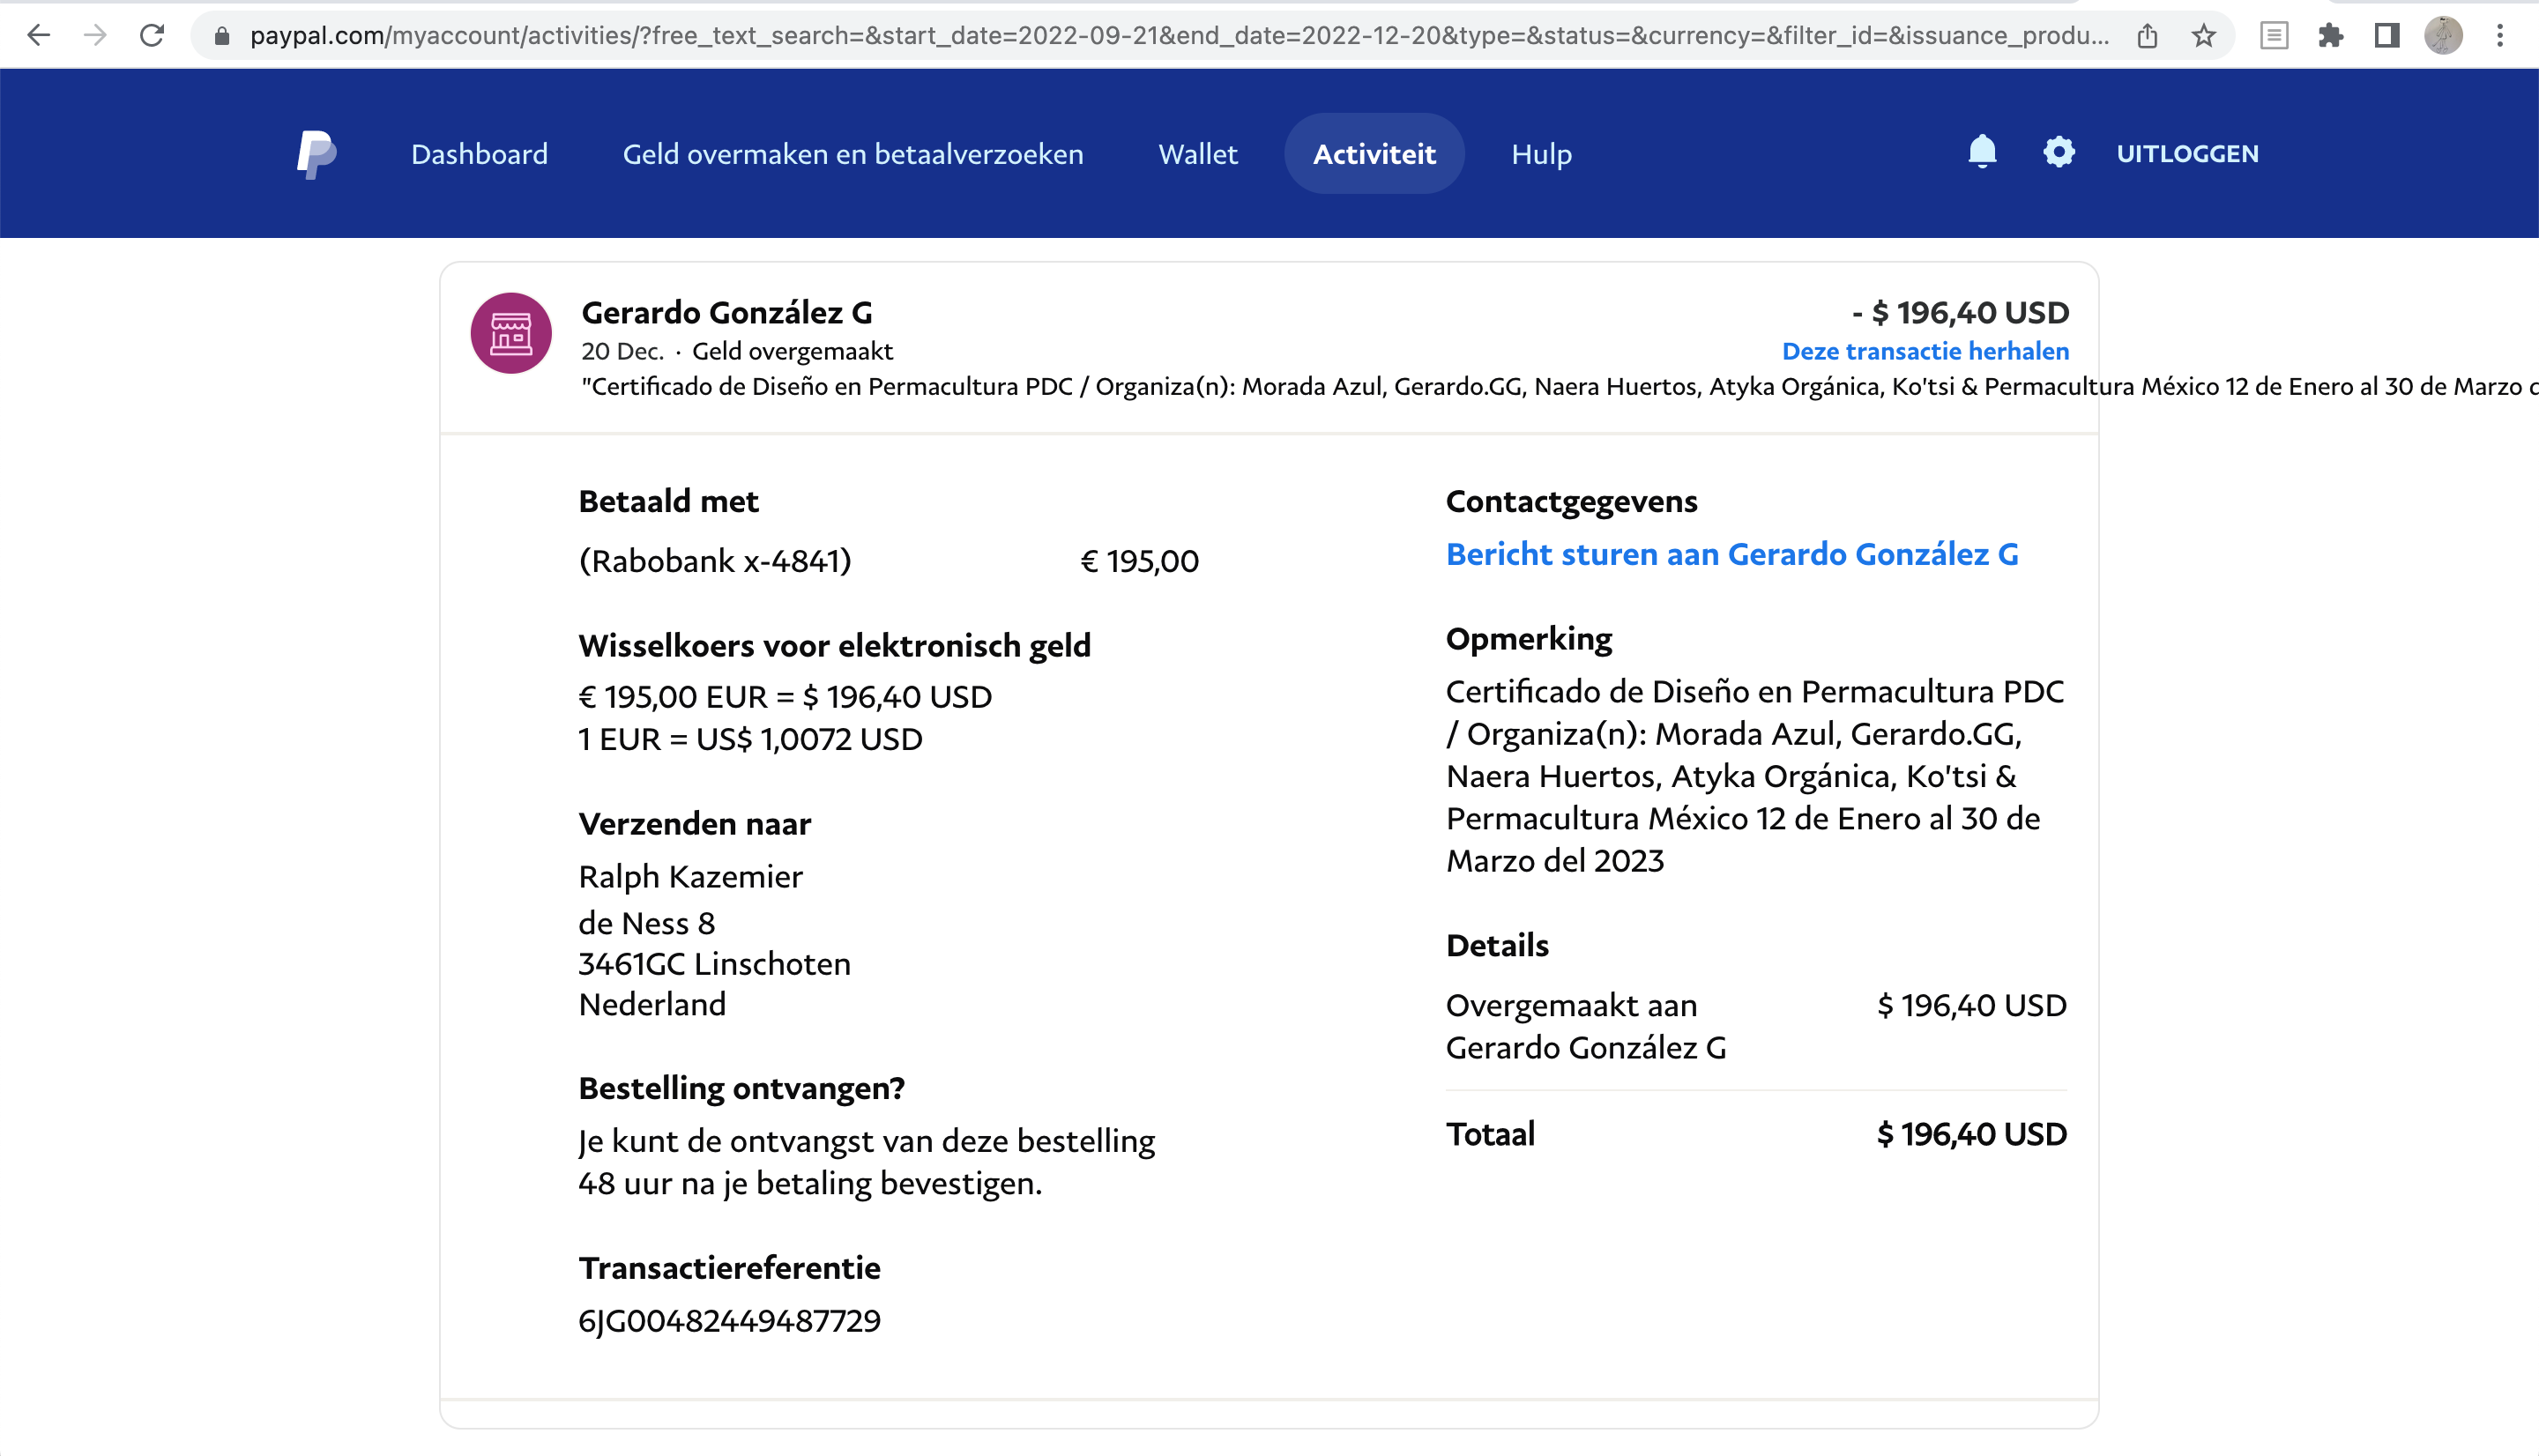 paypal.com/myaccount/activities/?free_text_search=&start_date=2022-09-21&end_date=2022-12-20&type=&status=&currency=&filter_id=&issuance_produ...
Dashboard
Geld overmaken en betaalverzoeken
Wallet
Activiteit
Hulp
UITLOGGEN
Gerardo González G
- $ 196,40 USD
20 Dec. · Geld overgemaakt
Deze transactie herhalen
"Certificado de Diseño en Permacultura PDC / Organiza(n): Morada Azul, Gerardo.GG, Naera Huertos, Atyka Orgánica, Ko'tsi & Permacultura México 12 de Enero al 30 de Marzo
Betaald met
(Rabobank x-4841)
€ 195,00
Wisselkoers voor elektronisch geld
€ 195,00 EUR = $ 196,40 USD
1 EUR = US$ 1,0072 USD
Verzenden naar
Ralph Kazemier
de Ness 8
3461GC Linschoten
Nederland
Bestelling ontvangen?
Je kunt de ontvangst van deze bestelling
48 uur na je betaling bevestigen.
Transactiereferentie
6JG00482449487729
Contactgegevens
Bericht sturen aan Gerardo González G
Opmerking
Certificado de Diseño en Permacultura PDC
/ Organiza(n): Morada Azul, Gerardo.GG,
Naera Huertos, Atyka Orgánica, Ko'tsi &
Permacultura México 12 de Enero al 30 de
Marzo del 2023
Details
Overgemaakt aan
Gerardo González G
$ 196,40 USD
Totaal
$ 196,40 USD